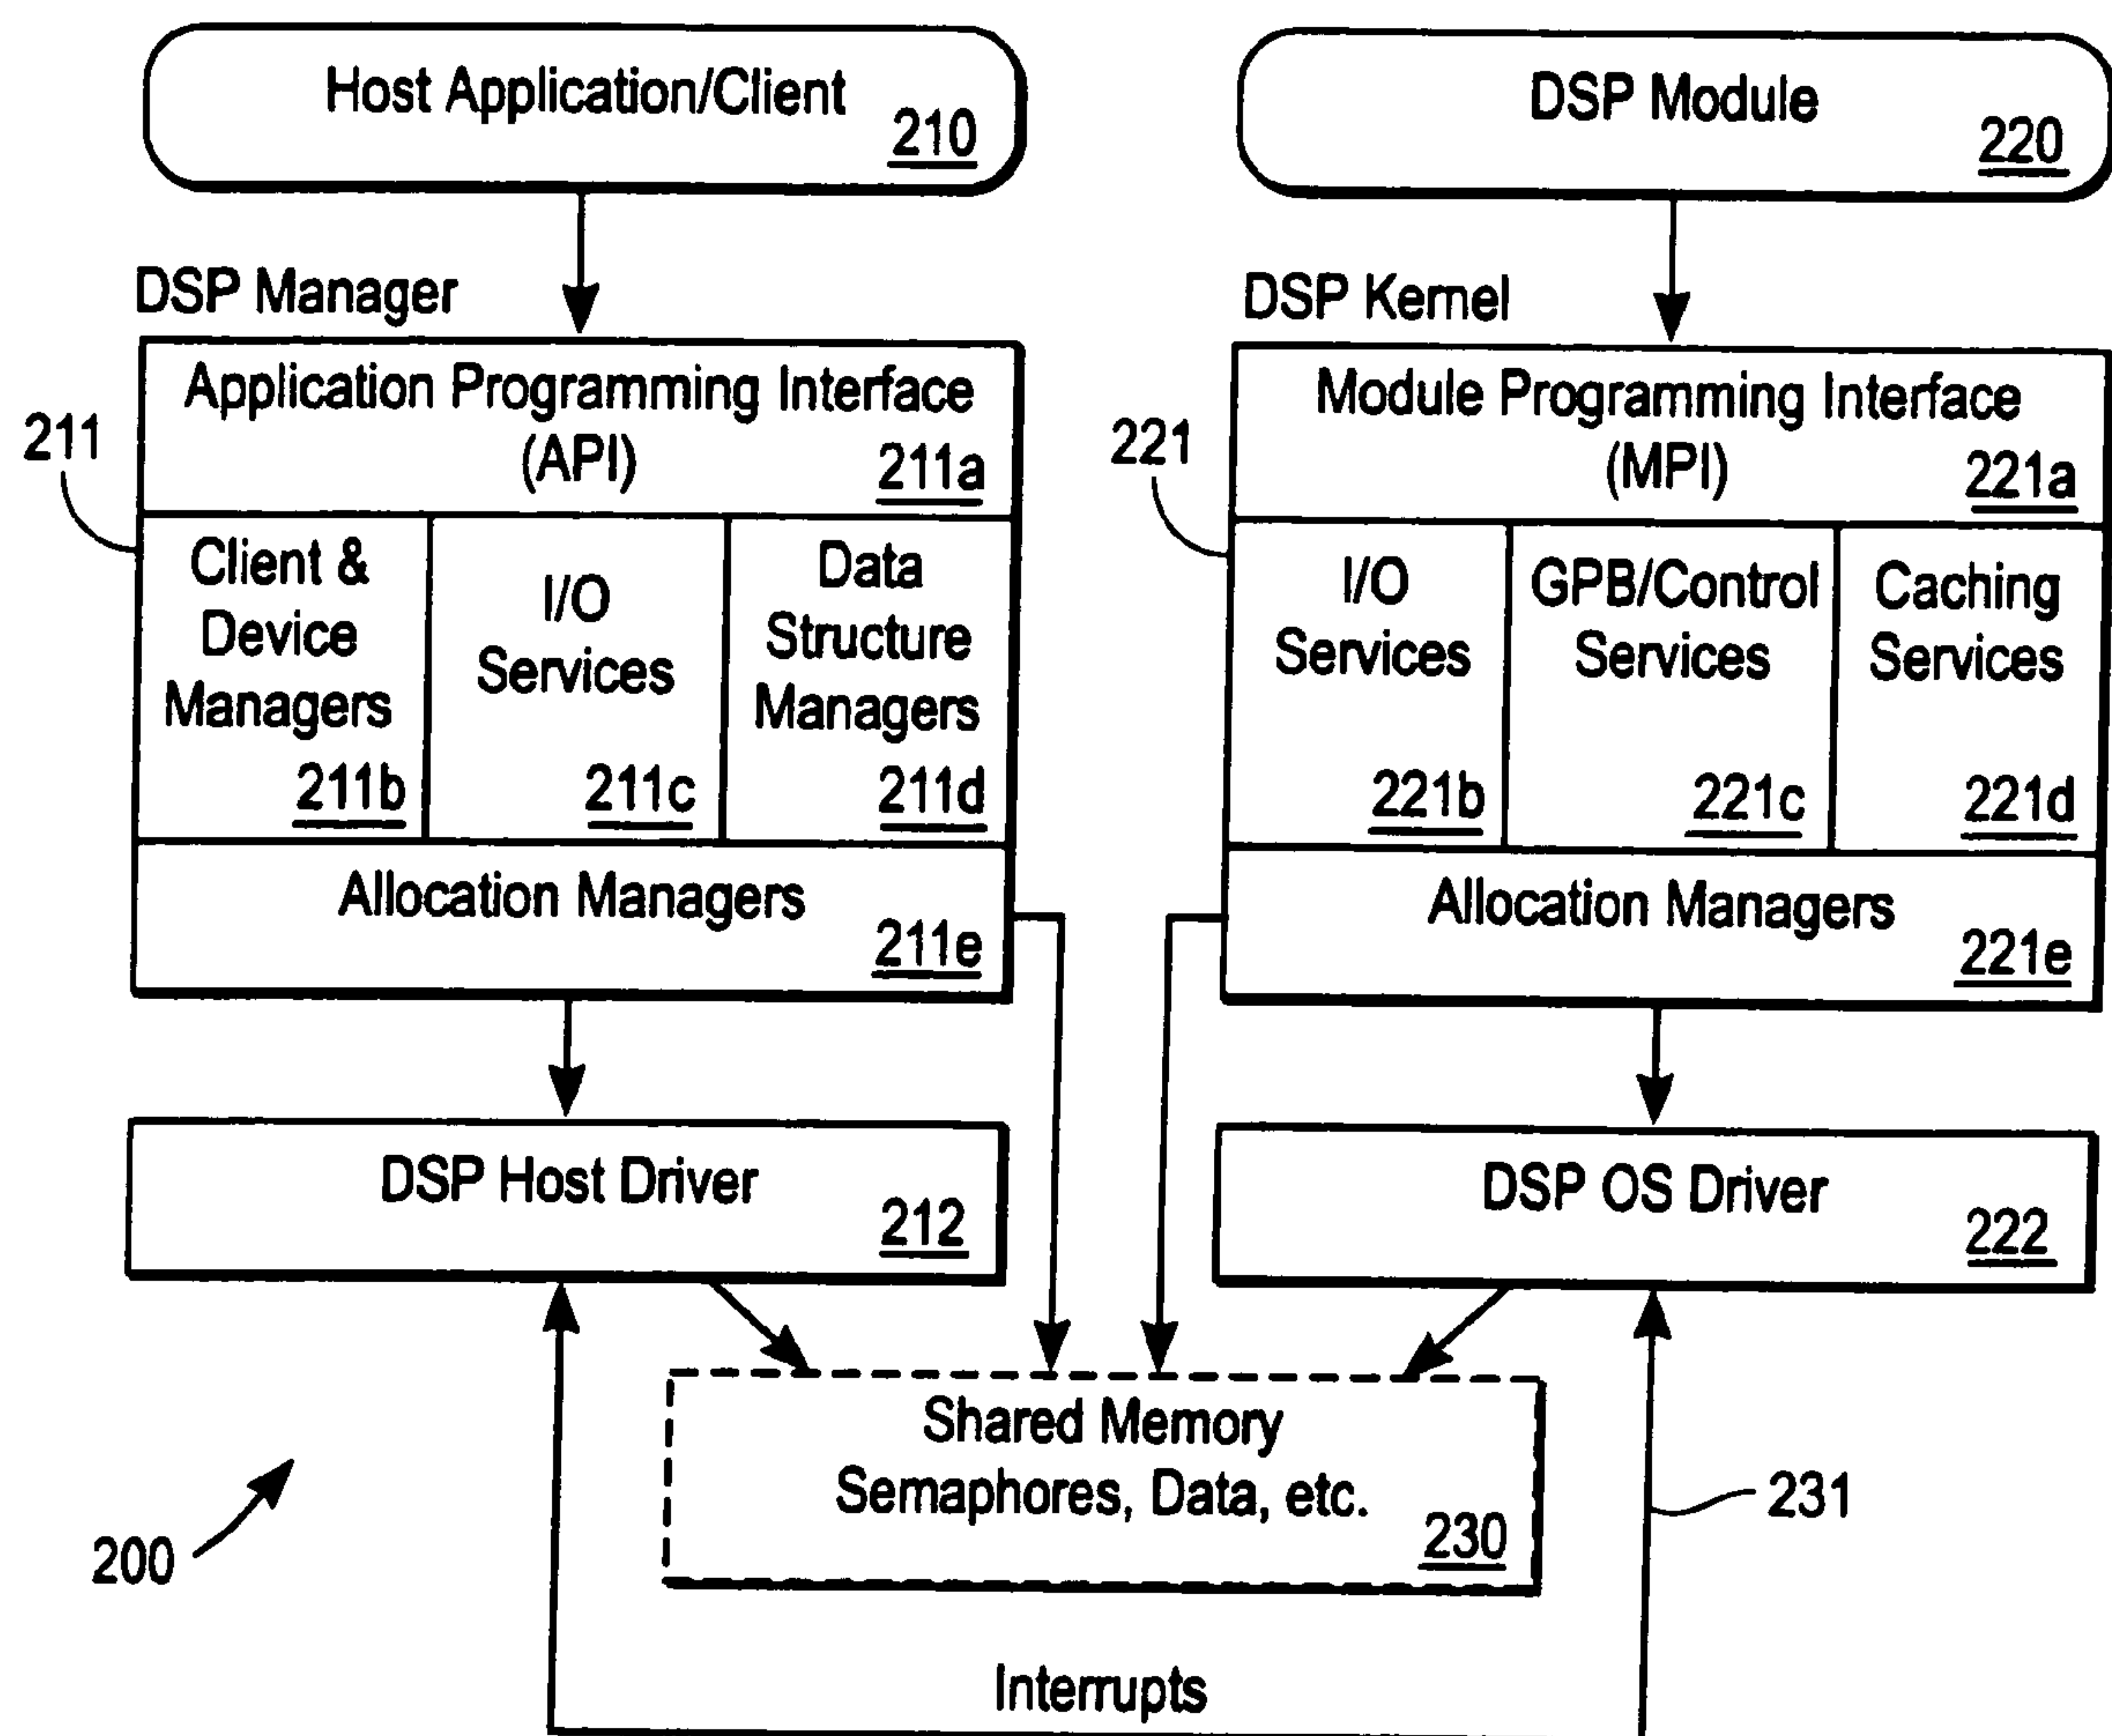 Host Application/Client
210
DSP Module
220
DSP Manager
DSP Kernel
Application Programming Interface
(API)
211a
211
Client &
Device
Managers
211b
I/O
Services
211c
Data
Structure
Managers
211d
Allocation Managers
211e
Module Programming Interface
(MPI)
221a
221
I/O
Services
221b
GPB/Control
Services
221c
Caching
Services
221d
Allocation Managers
221e
DSP Host Driver
212
DSP OS Driver
222
Shared Memory
Semaphores, Data, etc.
230
231
200
Interrupts